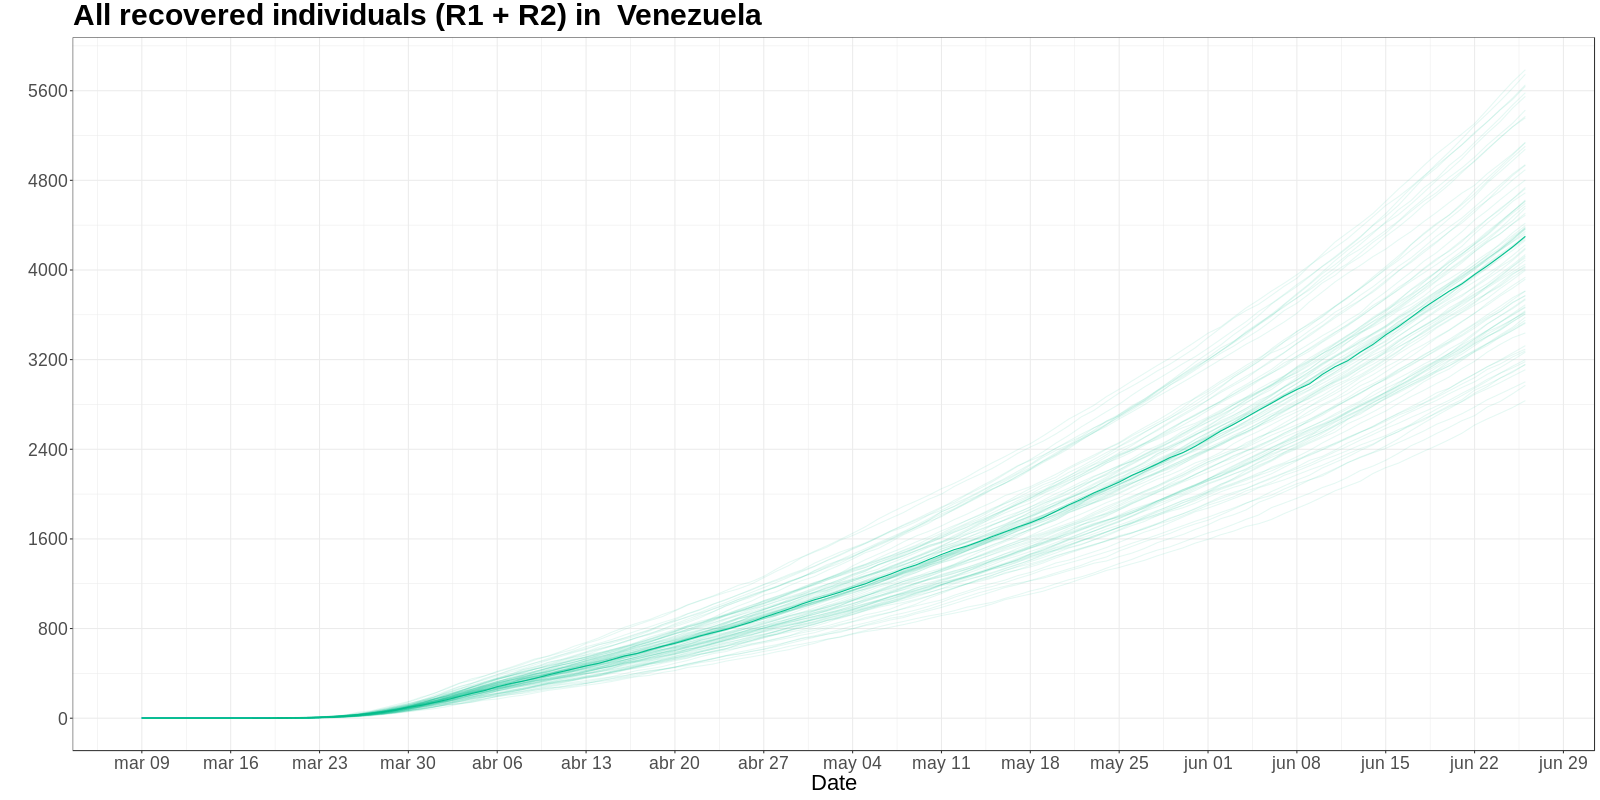 All recovered individuals (R1 + R2) in  Venezuela
5600
4800
4000
3200
2400
1600
800
0
mar 09 mar 16 mar 23 mar 30 abr 06 abr 13 abr 20 abr 27 may 04 may 11 may 18 may 25 jun 01 jun 08 jun 15 jun 22 jun 29
Date